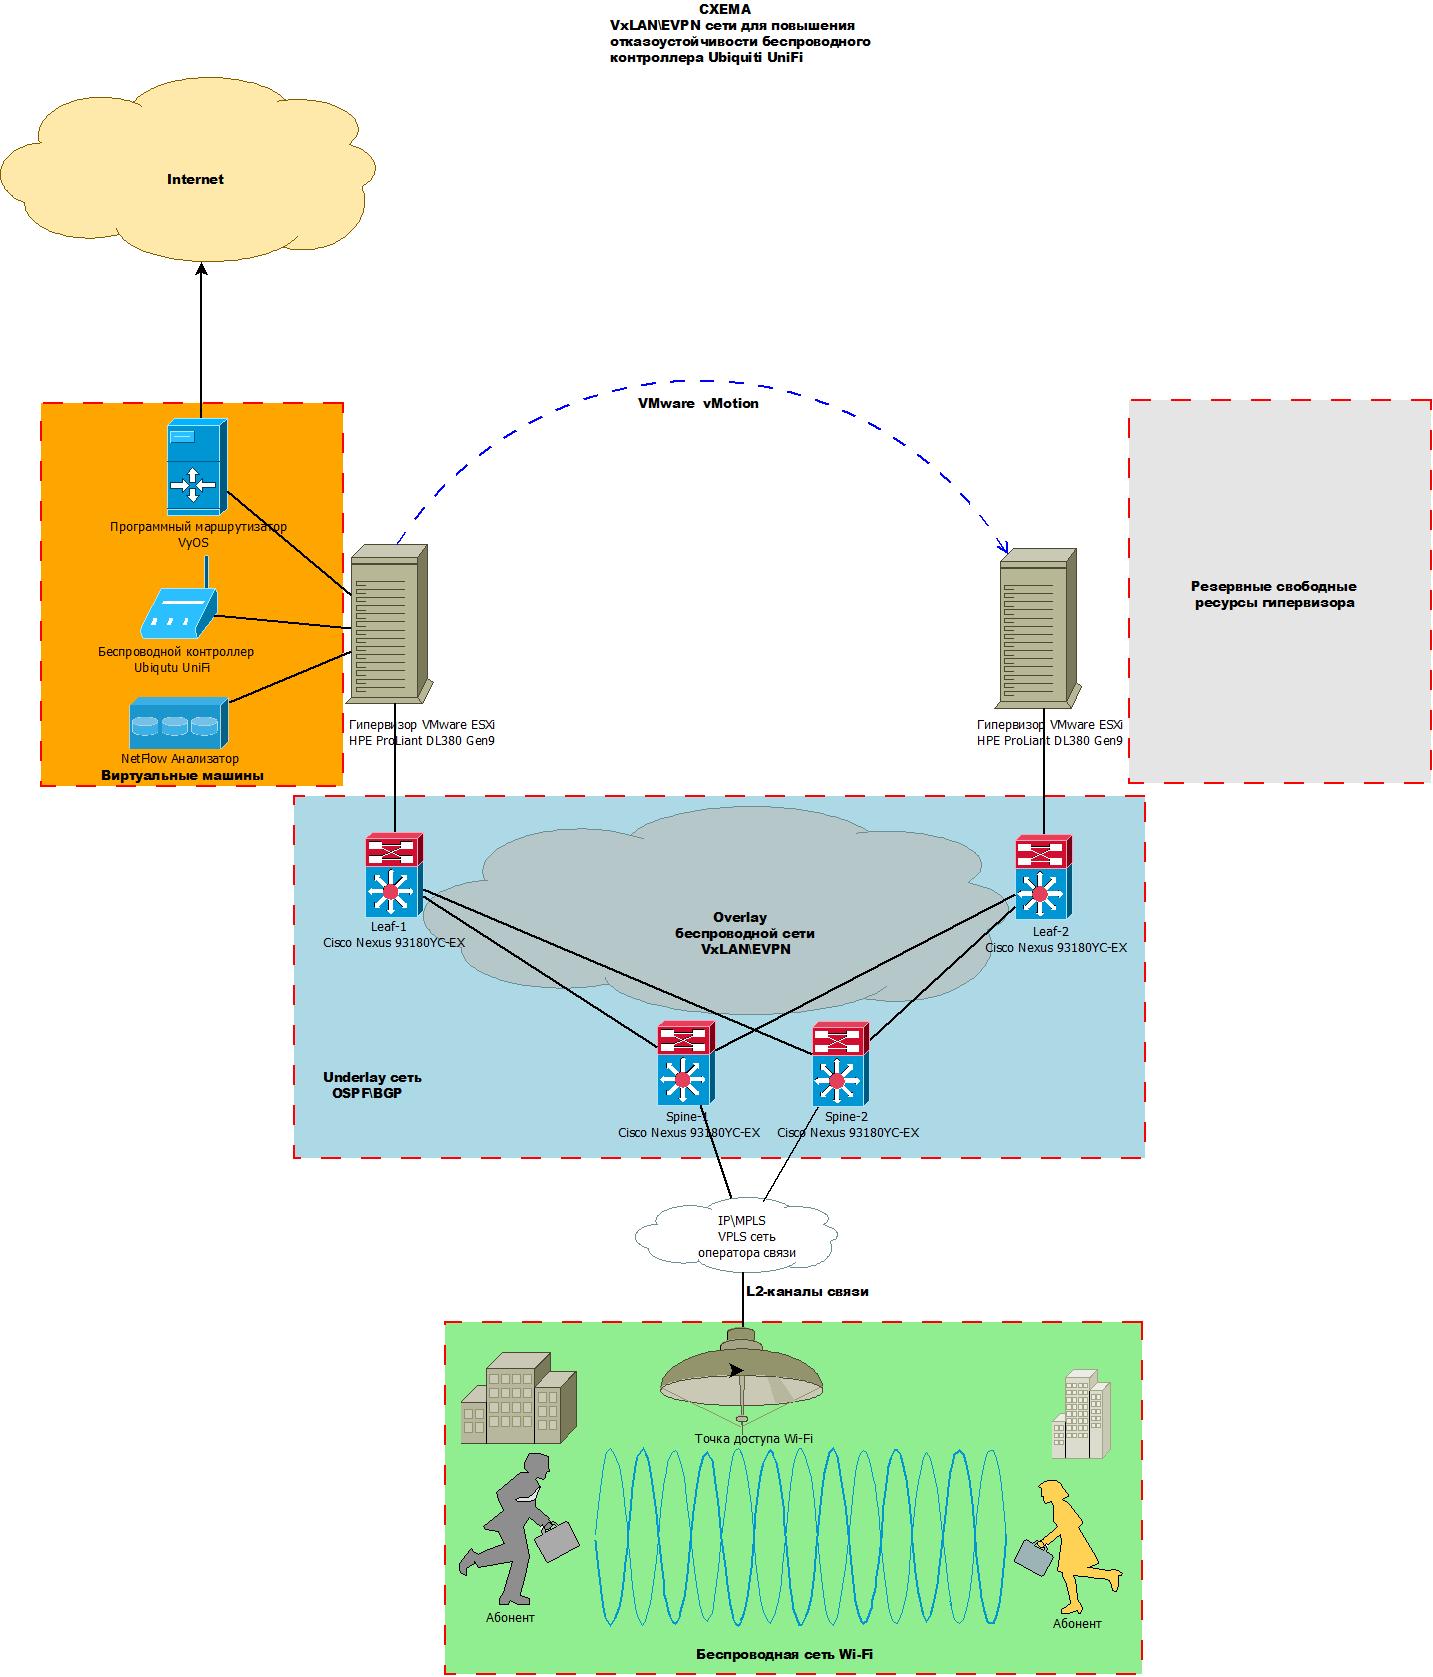 СХЕМА
VxLAN\EVPN сети для повышения
отказоустойчивости беспроводного
контроллера Ubiquiti UniFi
Internet
VMware vMotion
Программный маршрутизатор
VyOS
Беспроводной контроллер
Ubiqutu UniFi
NetFlow Анализатор
Виртуальные машины
Гипервизор VMware ESXi
HPE ProLiant DL380 Gen9
Гипервизор VMware ESXi
HPE ProLiant DL380 Gen9
Резервные свободные
ресурсы гипервизора
Leaf-1
Cisco Nexus 93180YC-EX
Overlay
беспроводной сети
VxLAN\EVPN
Leaf-2
Cisco Nexus 93180YC-EX
Underlay сеть
OSPF\BGP
Spine-1
Cisco Nexus 93180YC-EX
Spine-2
Cisco Nexus 93180YC-EX
IP\MPLS
VPLS сеть
оператора связи
L2-каналы связи
Точка доступа Wi-Fi
Абонент
Абонент
Беспроводная сеть Wi-Fi